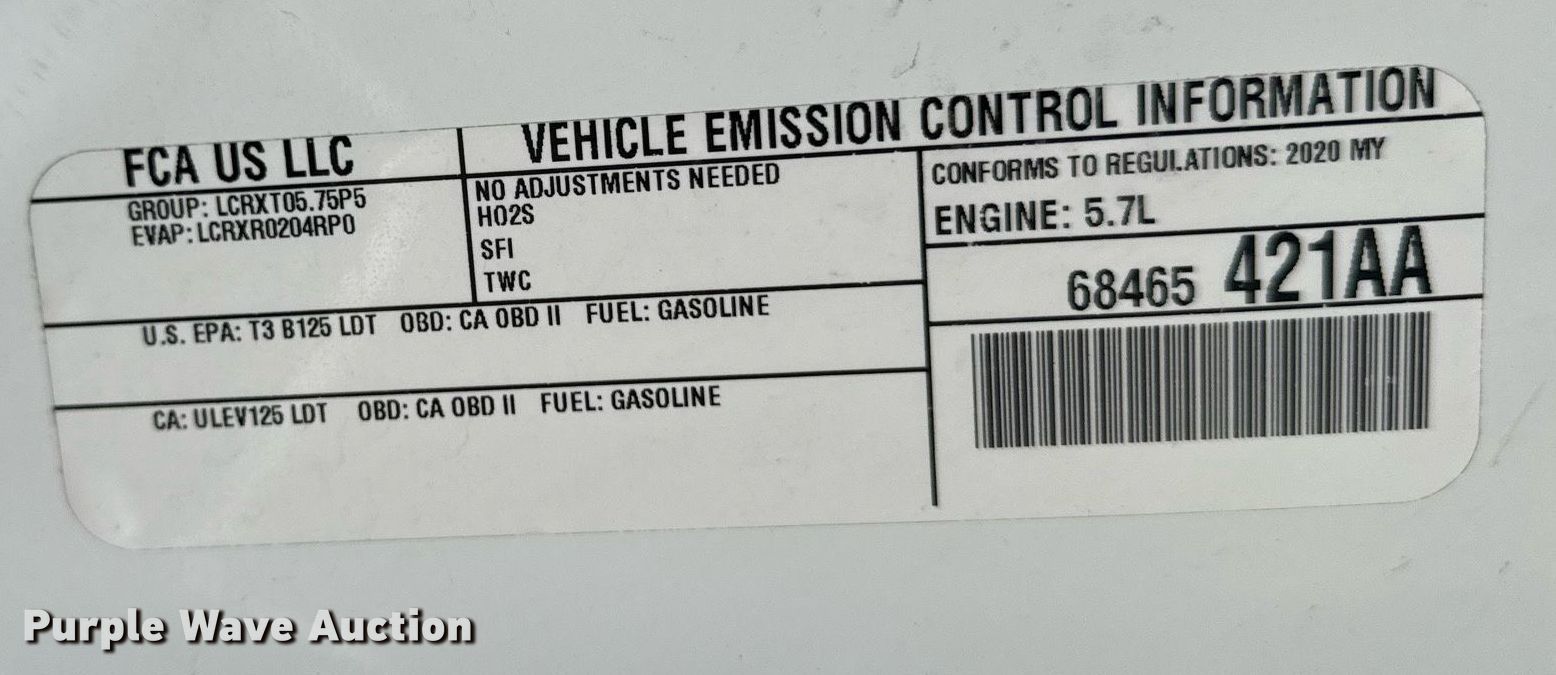 FCA US LLC
VEHICLE EMISSION CONTROL INFORMATION
GROUP: LCRXT05.75P5
EVAP: LCRXR0204RP0
NO ADJUSTMENTS NEEDED
HO2S
SFI
TWC
CONFORMS TO REGULATIONS: 2020 MY
ENGINE: 5.7L
68465 421AA
U.S. EPA: T3 B125 LDT OBD: CA OBD II FUEL: GASOLINE
CA: ULEV125 LDT OBD: CA OBD II FUEL: GASOLINE
Purple Wave Auction